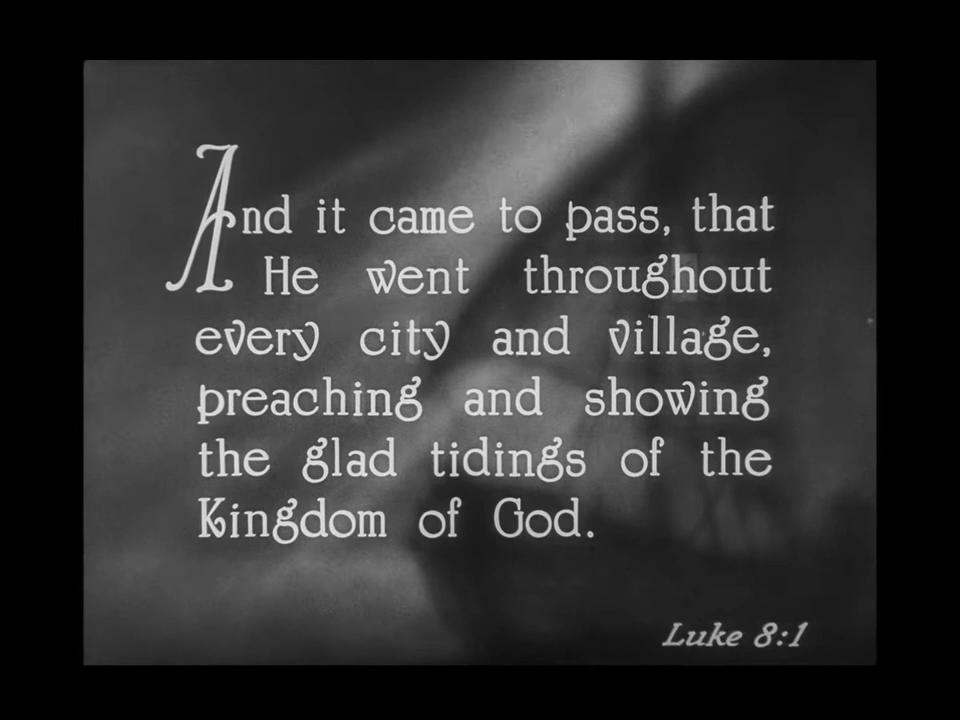 And it came to pass, that
He went throughout
every city and village,
preaching and showing
the glad tidings of the
Kingdom of God.
Luke 8:1